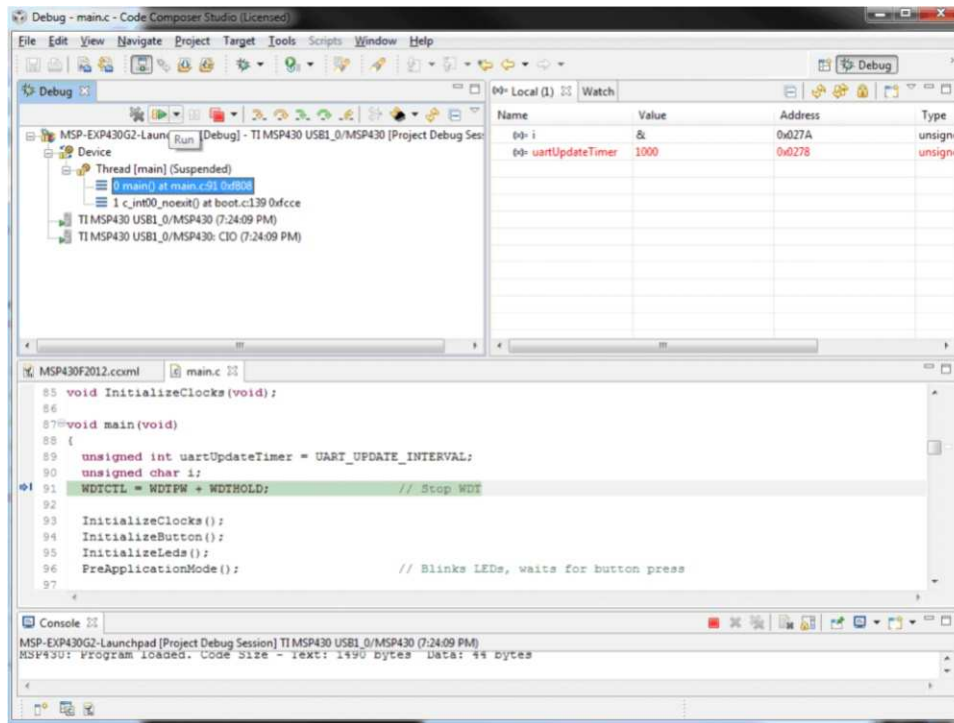 Debug - main.c - Code Composer Studio (Licensed)
File Edit View Navigate Project Target Tools Scripts Window Help
Debug
Debug
Run
MSP-EXP430G2-Laun [Debug] - TI MSP430 USB1_0/MSP430 [Project Debug Ses
Device
Thread [main] (Suspended)
0 main() at main.c:91 0xf808
1 c_int00_noexit() at boot.c:139 0xfcce
TI MSP430 USB1_0/MSP430 (7:24:09 PM)
TI MSP430 USB1_0/MSP430: CIO (7:24:09 PM)
(x)= Local (1) Watch
Name Value Address Type
(x)= i & 0x027A unsign
(x)= uartUpdateTimer 1000 0x0278 unsign
MSP430F2012.ccxml main.c
85 void InitializeClocks(void);
86
87 void main(void)
88 {
89 unsigned int uartUpdateTimer = UART_UPDATE_INTERVAL;
90 unsigned char i;
91 WDTCTL = WDTPW + WDTHOLD; // Stop WDT
92
93 InitializeClocks();
94 InitializeButton();
95 InitializeLeds();
96 PreApplicationMode(); // Blinks LEDs, waits for button press
97
Console
MSP-EXP430G2-Launchpad [Project Debug Session] TI MSP430 USB1_0/MSP430 (7:24:09 PM)
MSP430: Program loaded. Code Size - Text: 1490 bytes Data: 44 bytes